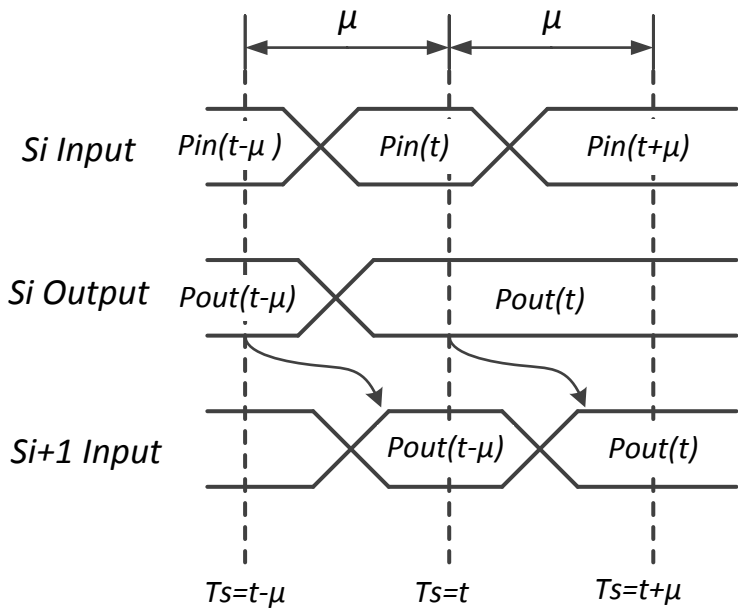 μ μ
Si Input Pin(t-μ ) Pin(t) Pin(t+μ)
Si Output Pout(t-μ) Pout(t)
Si+1 Input Pout(t-μ) Pout(t)
Ts=t-μ Ts=t Ts=t+μ